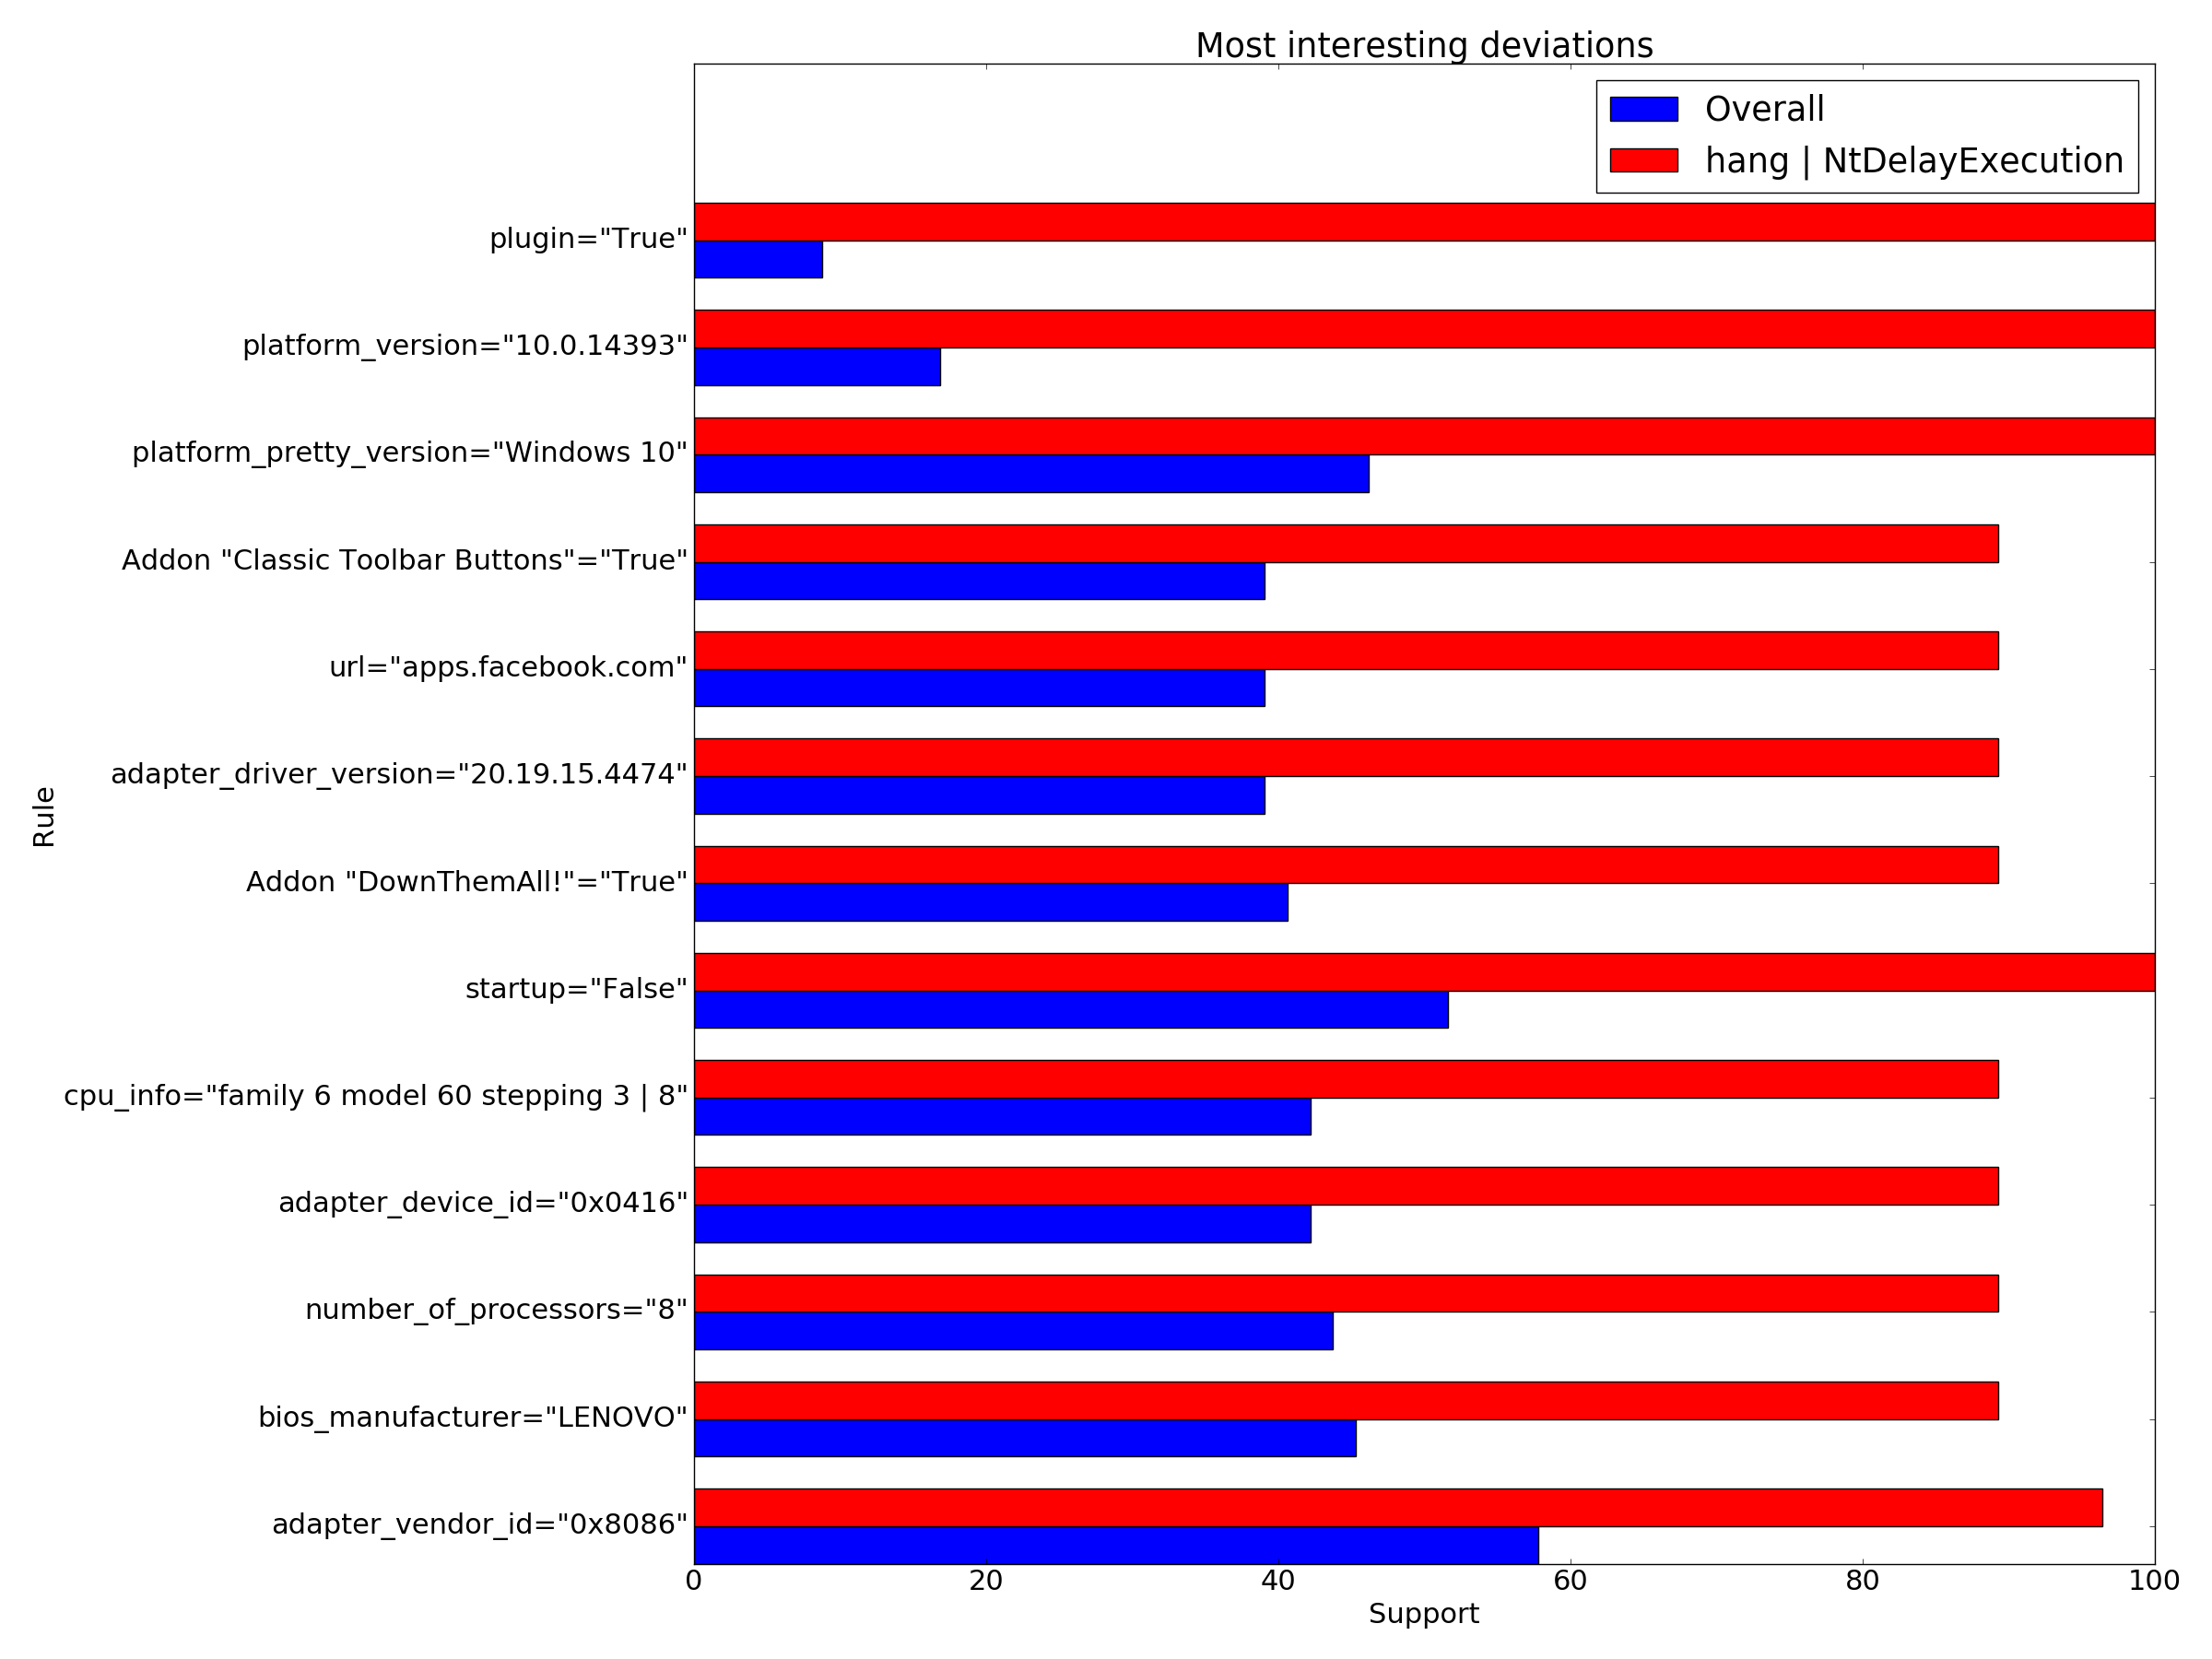 Most interesting deviations
Overall
hang | NtDelayExecution
plugin="True"
platform_version="10.0.14393"
platform_pretty_version="Windows 10"
Addon "Classic Toolbar Buttons"="True"
url="apps.facebook.com"
adapter_driver_version="20.19.15.4474"
Addon "DownThemAll!"="True"
startup="False"
cpu_info="family 6 model 60 stepping 3 | 8"
adapter_device_id="0x0416"
number_of_processors="8"
bios_manufacturer="LENOVO"
adapter_vendor_id="0x8086"
Rule
0 20 40 60 80 100
Support